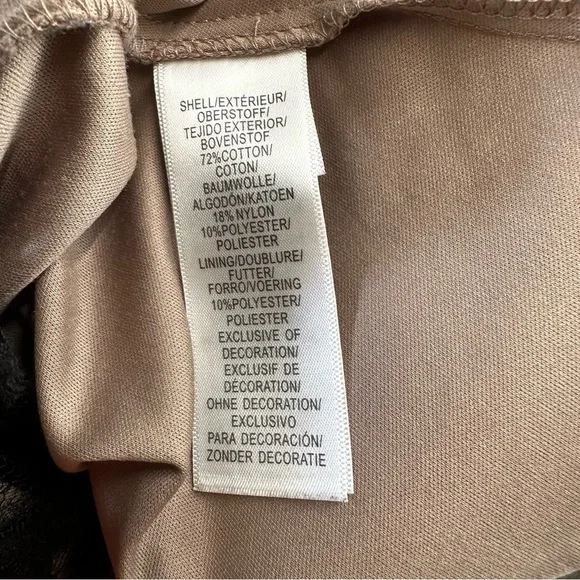 SHELL/EXTÉRIEUR/
OBERSTOFF/
TEJIDO EXTERIOR/
BOVENSTOF
72%COTTON/
COTON/
BAUMWOLLE/
ALGODÓN/KATOEN
18% NYLON
10%POLYESTER/
POLIESTER
LINING/DOUBLURE/
FUTTER/
FORRO/VOERING
10%POLYESTER/
POLIESTER
EXCLUSIVE OF
DECORATION/
EXCLUSIF DE
DÉCORATION/
OHNE DECORATION/
EXCLUSIVO
PARA DECORACIÓN/
ZONDER DECORATIE